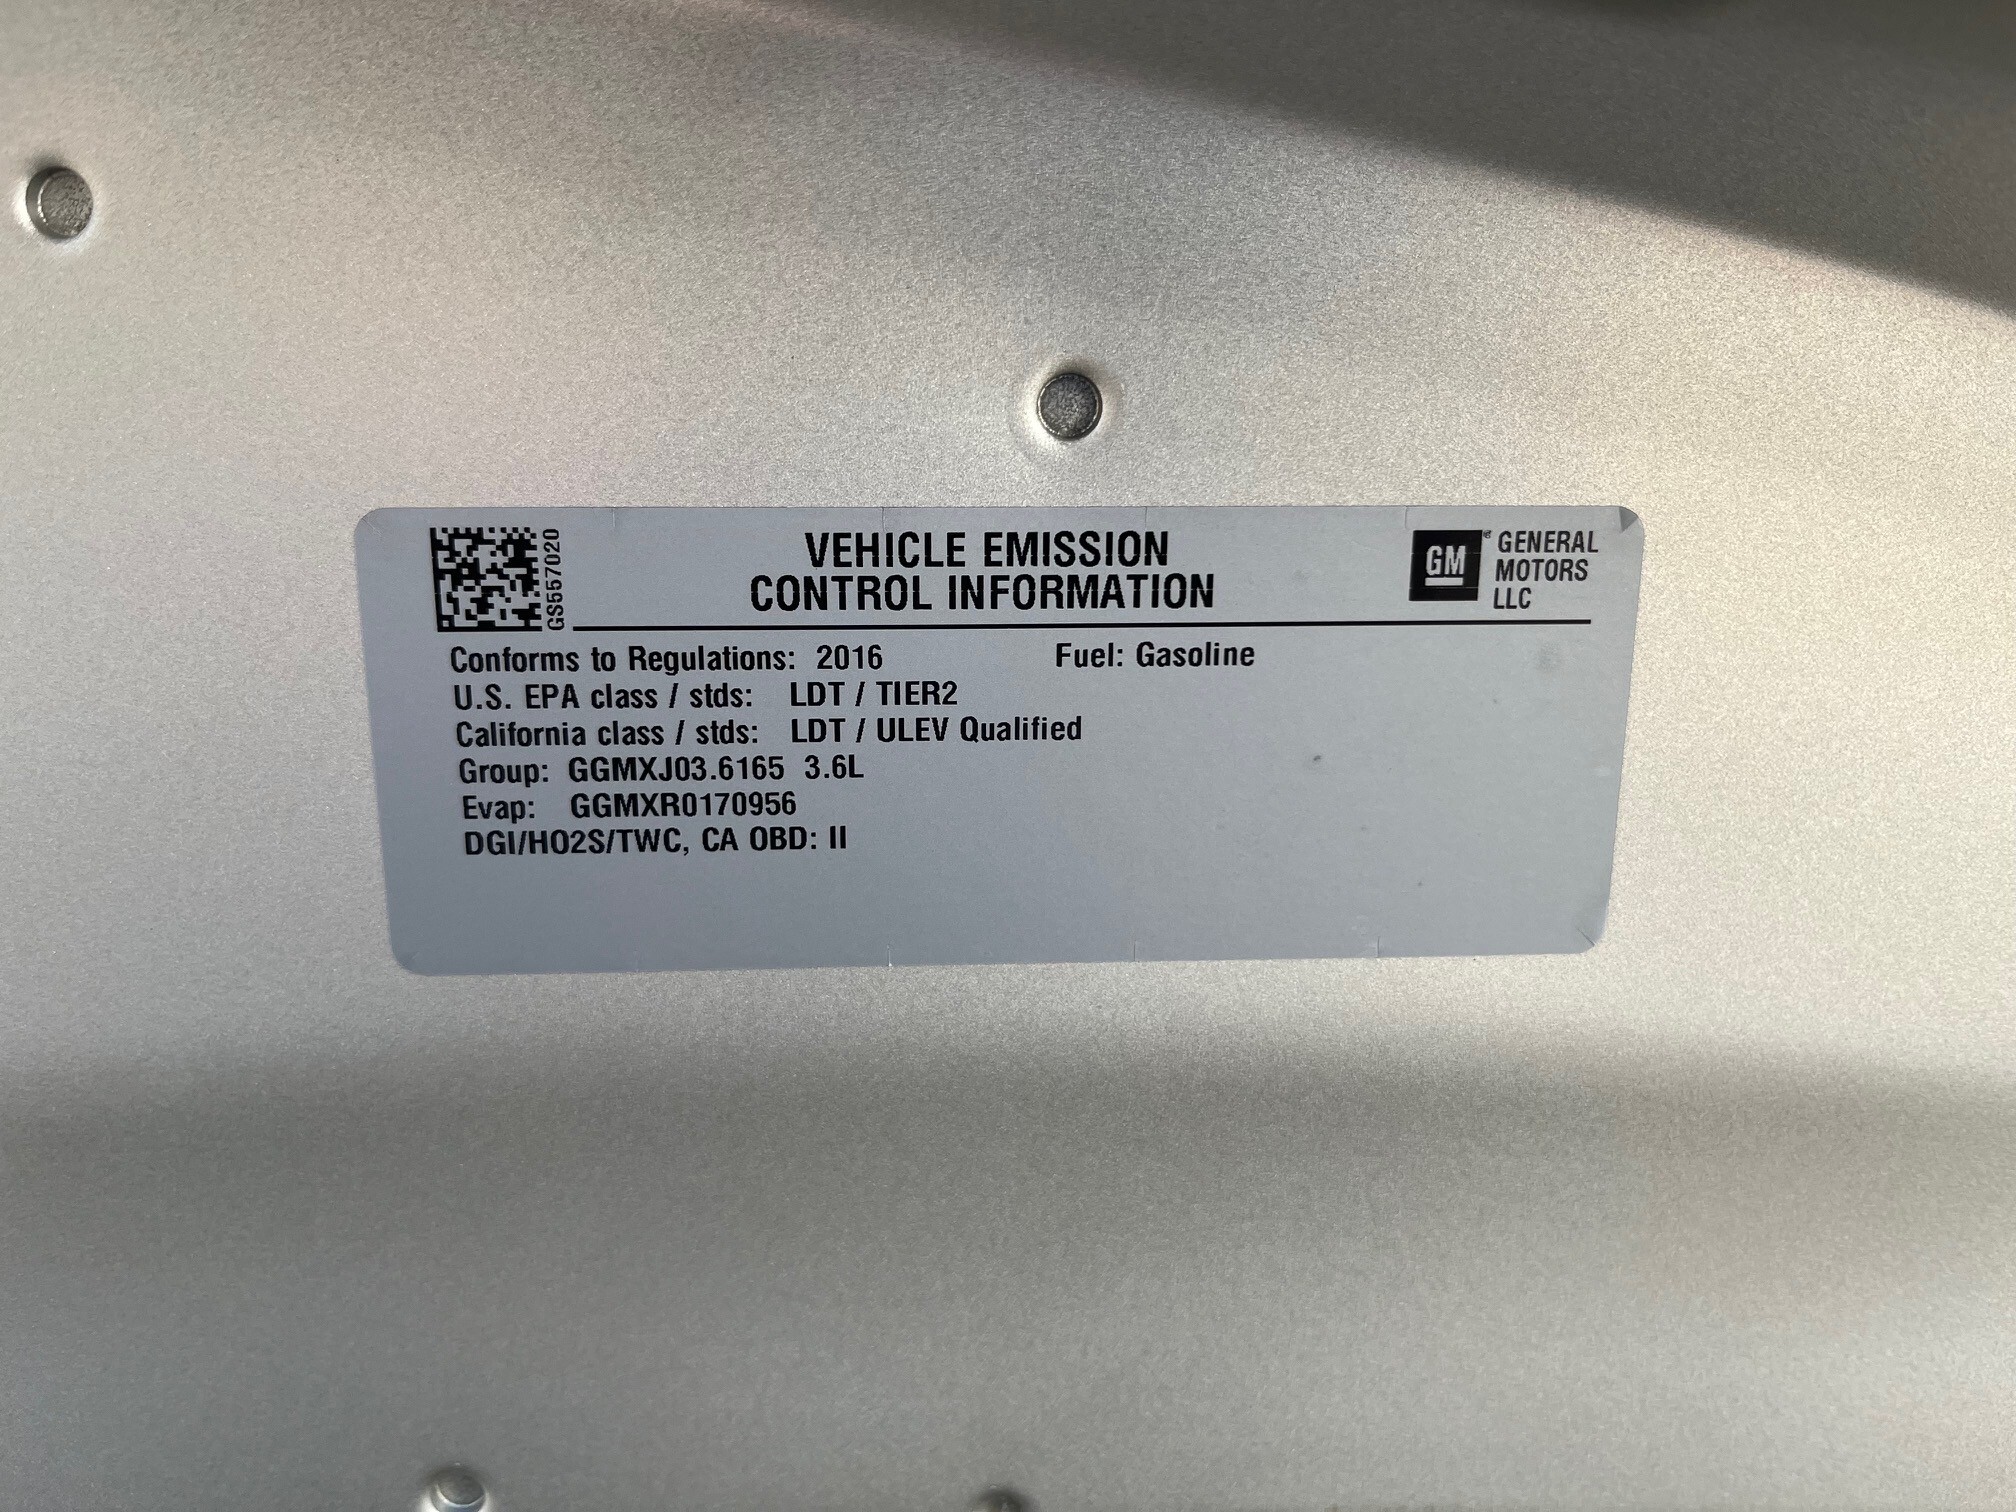 GS557020
VEHICLE EMISSION
CONTROL INFORMATION
GM® GENERAL
MOTORS
LLC
Conforms to Regulations: 2016 Fuel: Gasoline
U.S. EPA class / stds: LDT / TIER2
California class / stds: LDT / ULEV Qualified
Group: GGMXJ03.6165 3.6L
Evap: GGMXR0170956
DGI/HO2S/TWC, CA OBD: II